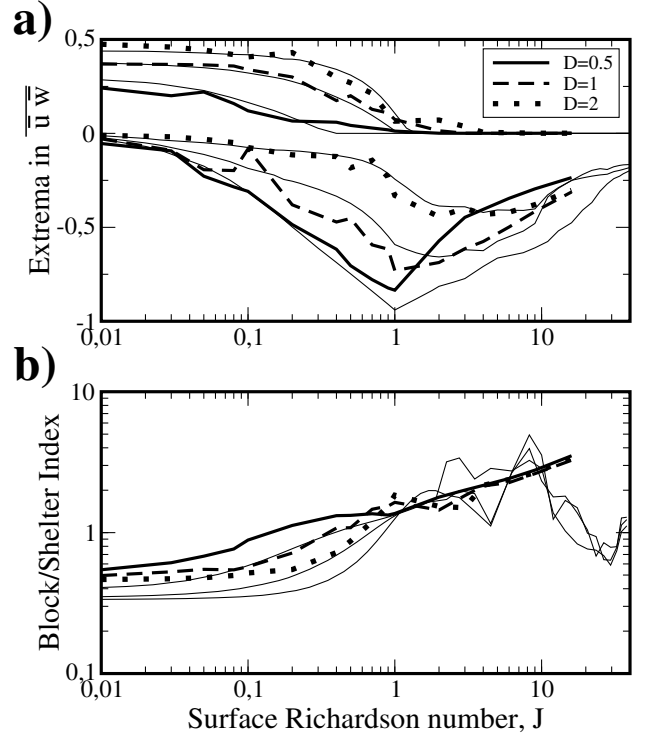 a)
0,5
0
-0,5
-1
0,01
0,1
1
10
Extrema in u w
D=0.5
D=1
D=2
b)
10
1
0,1
0,01
0,1
1
10
Block/Shelter Index
Surface Richardson number, J